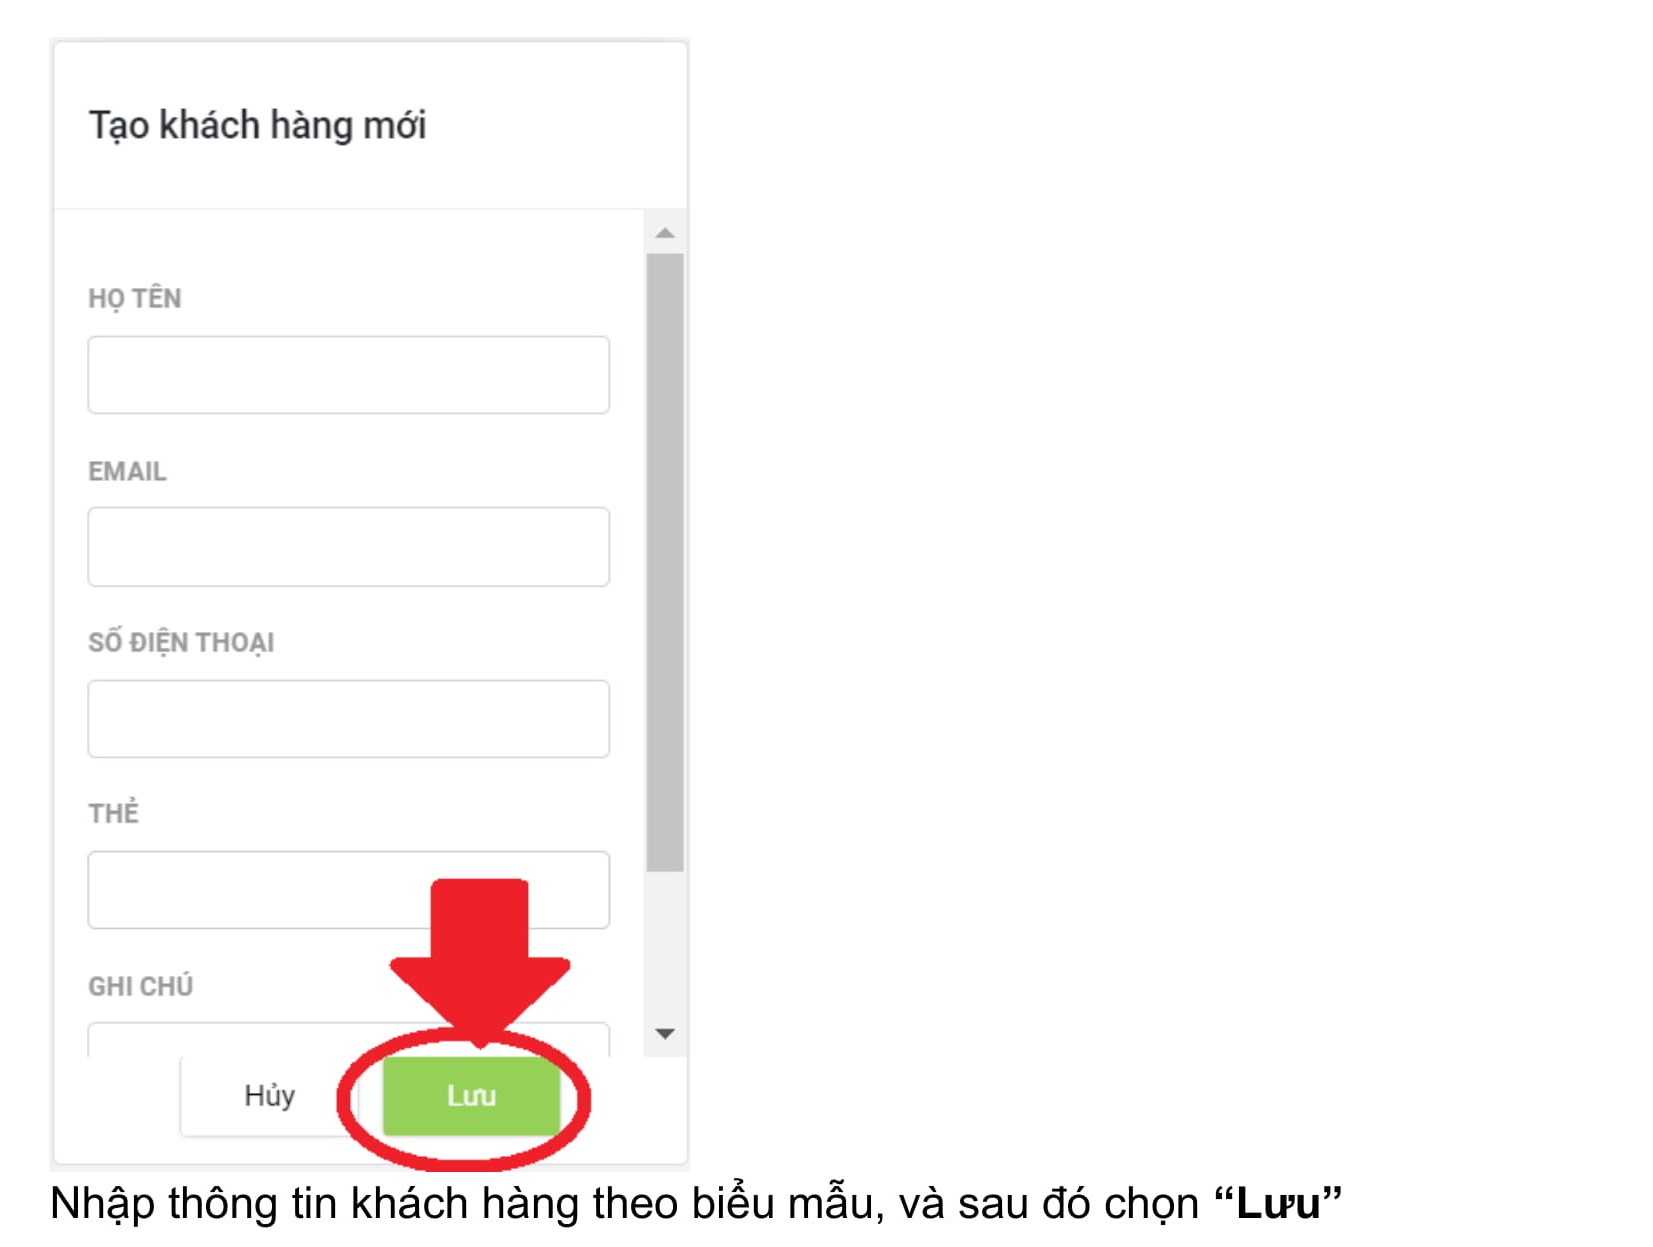 Tạo khách hàng mới
HỌ TÊN
EMAIL
SỐ ĐIỆN THOẠI
THẺ
GHI CHÚ
Hủy Lưu
Nhập thông tin khách hàng theo biểu mẫu, và sau đó chọn “Lưu”